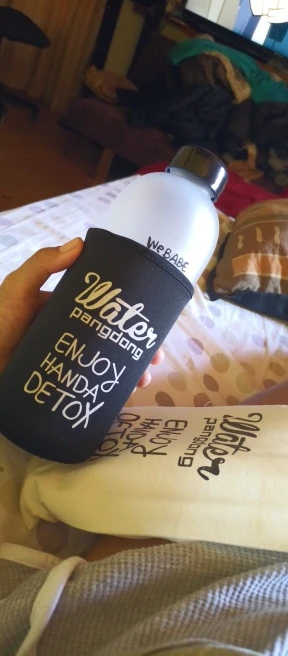 WeBABE
Water
pangdong
ENJOY
HANDA
DETOX
Water
pangdong
ENJOY
HANDA
DETOX